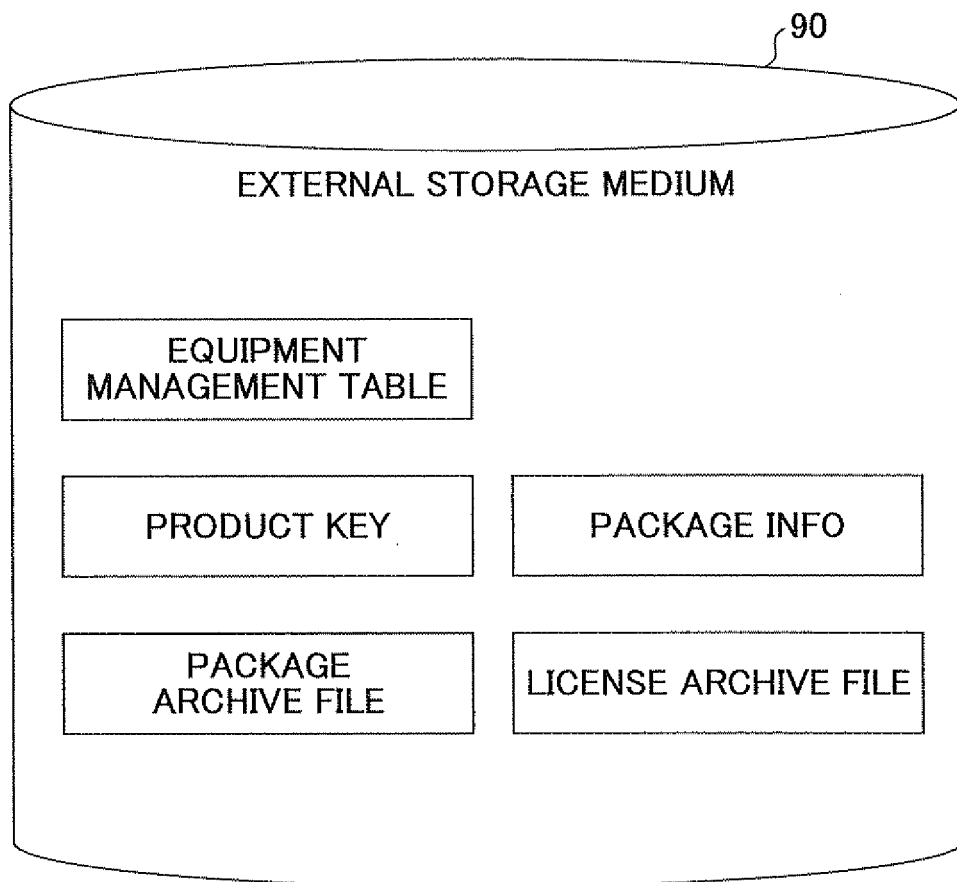 90
EXTERNAL STORAGE MEDIUM
EQUIPMENT
MANAGEMENT TABLE
PRODUCT KEY
PACKAGE INFO
PACKAGE
ARCHIVE FILE
LICENSE ARCHIVE FILE